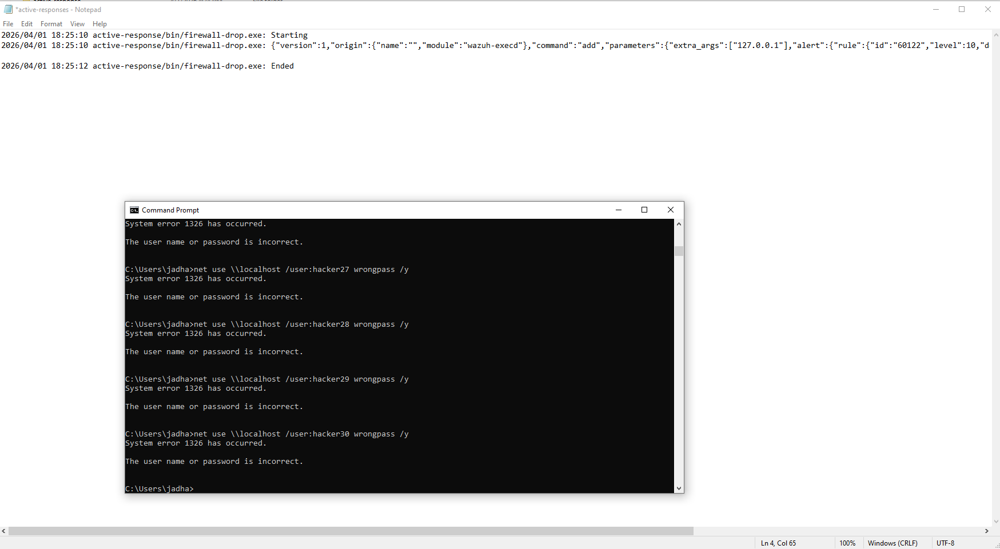 *active-responses - Notepad
File Edit Format View Help
2026/04/01 18:25:10 active-response/bin/firewall-drop.exe: Starting
2026/04/01 18:25:10 active-response/bin/firewall-drop.exe: {"version":1,"origin":{"name":"","module":"wazuh-execd"},"command":"add","parameters":{"extra_args":["127.0.0.1"],"alert":{"rule":{"id":"60122","level":10,"d
2026/04/01 18:25:12 active-response/bin/firewall-drop.exe: Ended
Command Prompt
System error 1326 has occurred.
The user name or password is incorrect.
C:\Users\jadha>net use \\localhost /user:hacker27 wrongpass /y
System error 1326 has occurred.
The user name or password is incorrect.
C:\Users\jadha>net use \\localhost /user:hacker28 wrongpass /y
System error 1326 has occurred.
The user name or password is incorrect.
C:\Users\jadha>net use \\localhost /user:hacker29 wrongpass /y
System error 1326 has occurred.
The user name or password is incorrect.
C:\Users\jadha>net use \\localhost /user:hacker30 wrongpass /y
System error 1326 has occurred.
The user name or password is incorrect.
C:\Users\jadha>
Ln 4, Col 65 100% Windows (CRLF) UTF-8